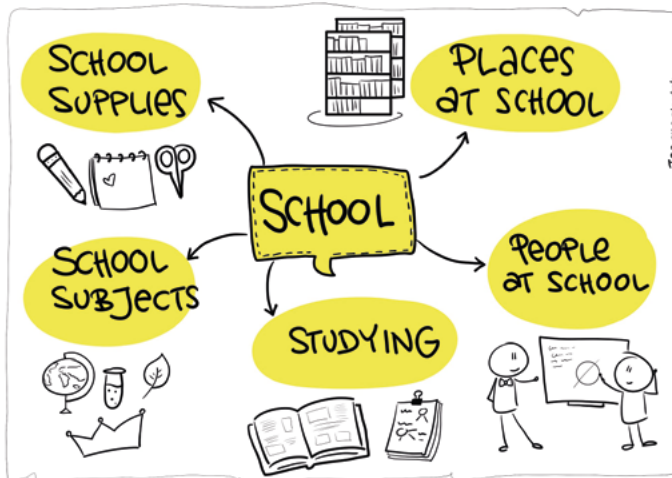 SCHOOL
SUPPLIES
PLACES
AT SCHOOL
SCHOOL
SCHOOL
SUBJECTS
PEOPLE
AT SCHOOL
STUDYING